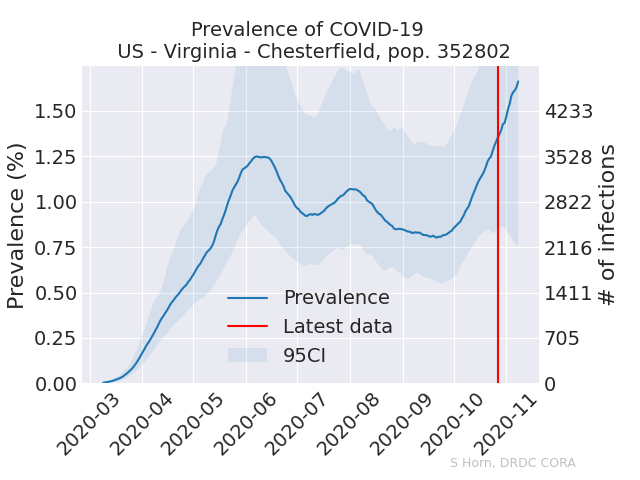 Prevalence of COVID-19
US - Virginia - Chesterfield, pop. 352802
Prevalence (%)
1.50
1.25
1.00
0.75
0.50
0.25
0.00
4233
3528
2822
2116
1411
705
0
# of infections
Prevalence
Latest data
95CI
2020-03
2020-04
2020-05
2020-06
2020-07
2020-08
2020-09
2020-10
2020-11
S Horn, DRDC CORA